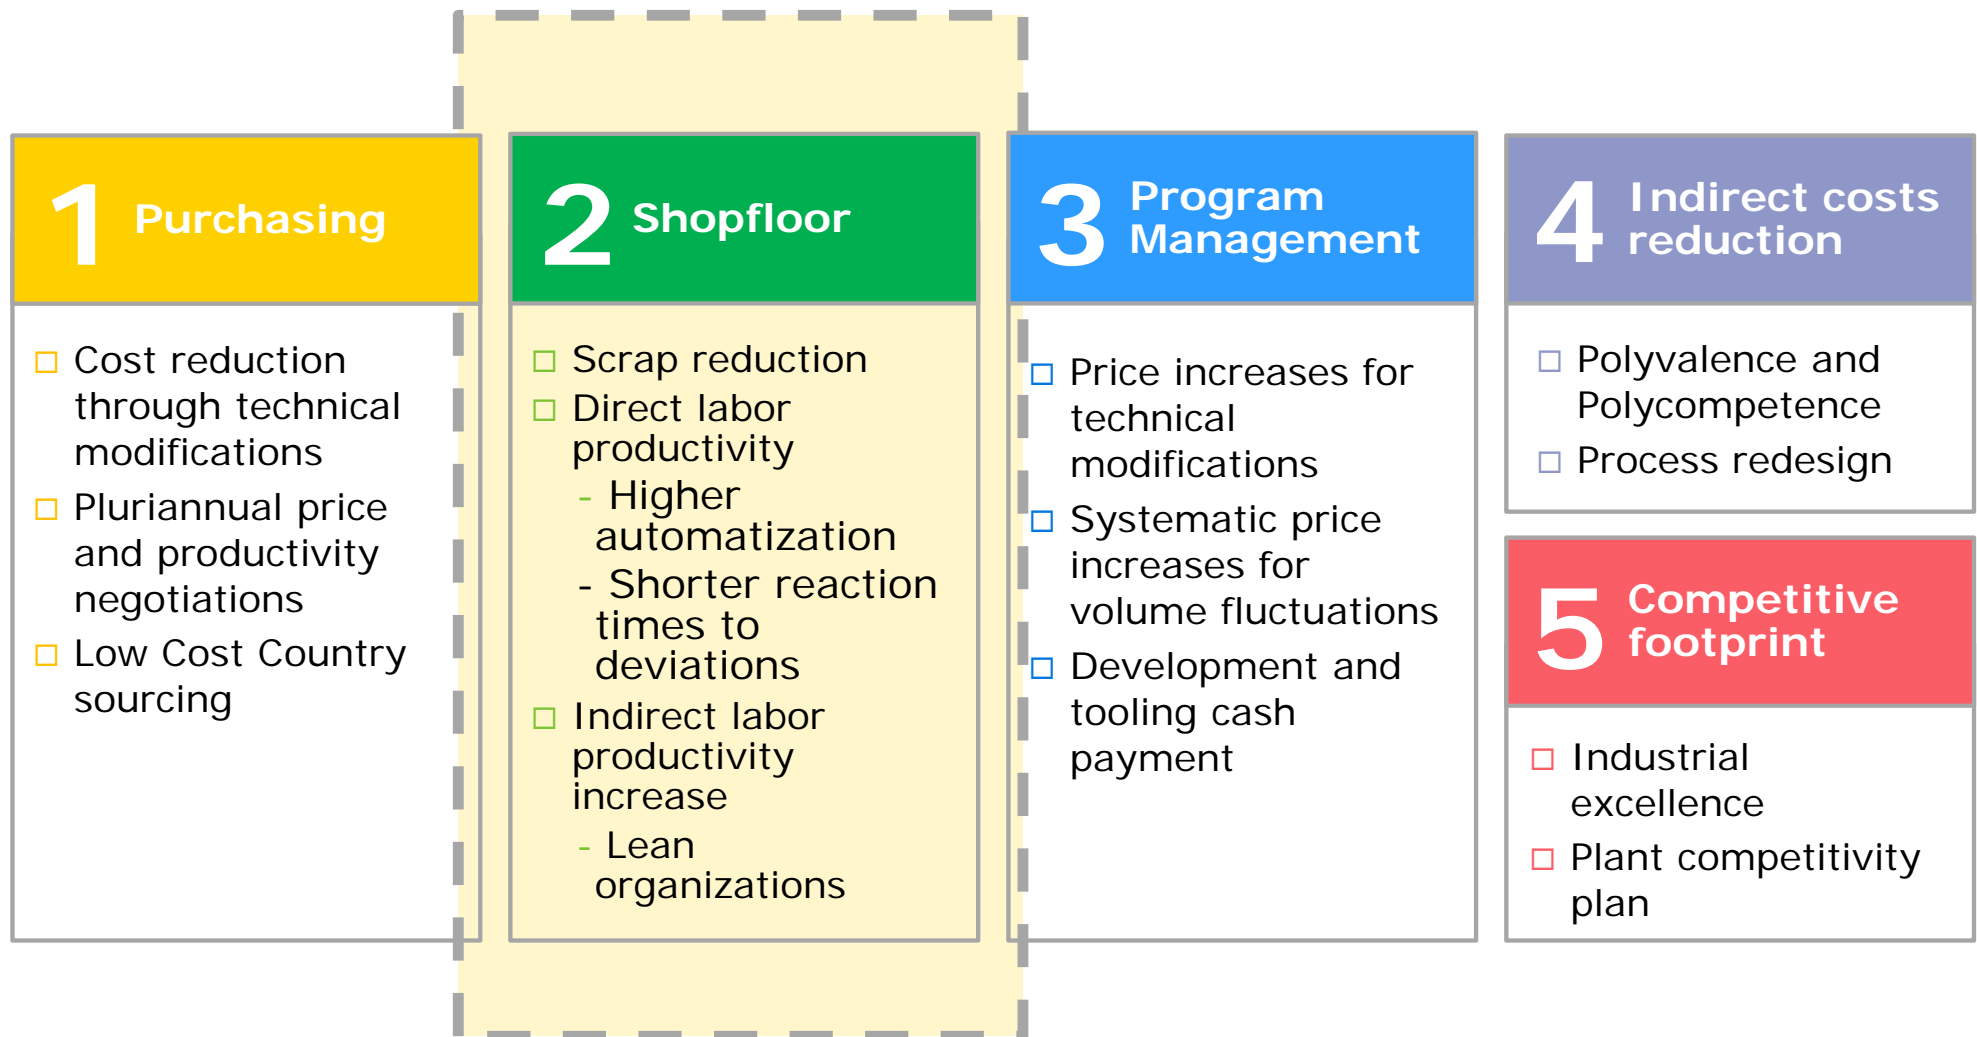 1 Purchasing
Cost reduction
through technical
modifications
Pluriannual price
and productivity
negotiations
Low Cost Country
sourcing
2 Shopfloor
Scrap reduction
Direct labor
productivity
- Higher
automatization
- Shorter reaction
times to
deviations
Indirect labor
productivity
increase
- Lean
organizations
3 Program
Management
Price increases for
technical
modifications
Systematic price
increases for
volume fluctuations
Development and
tooling cash
payment
4 Indirect costs
reduction
Polyvalence and
Polycompetence
Process redesign
5 Competitive
footprint
Industrial
excellence
Plant competitivity
plan